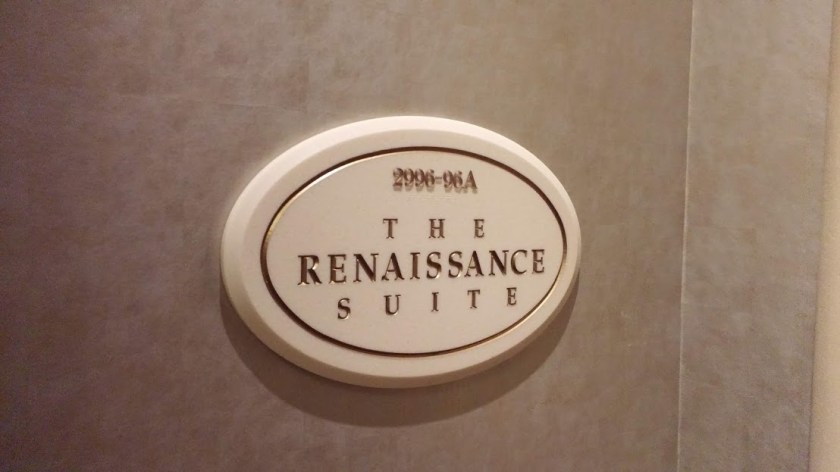 2996-96A
THE
RENAISSANCE
SUITE